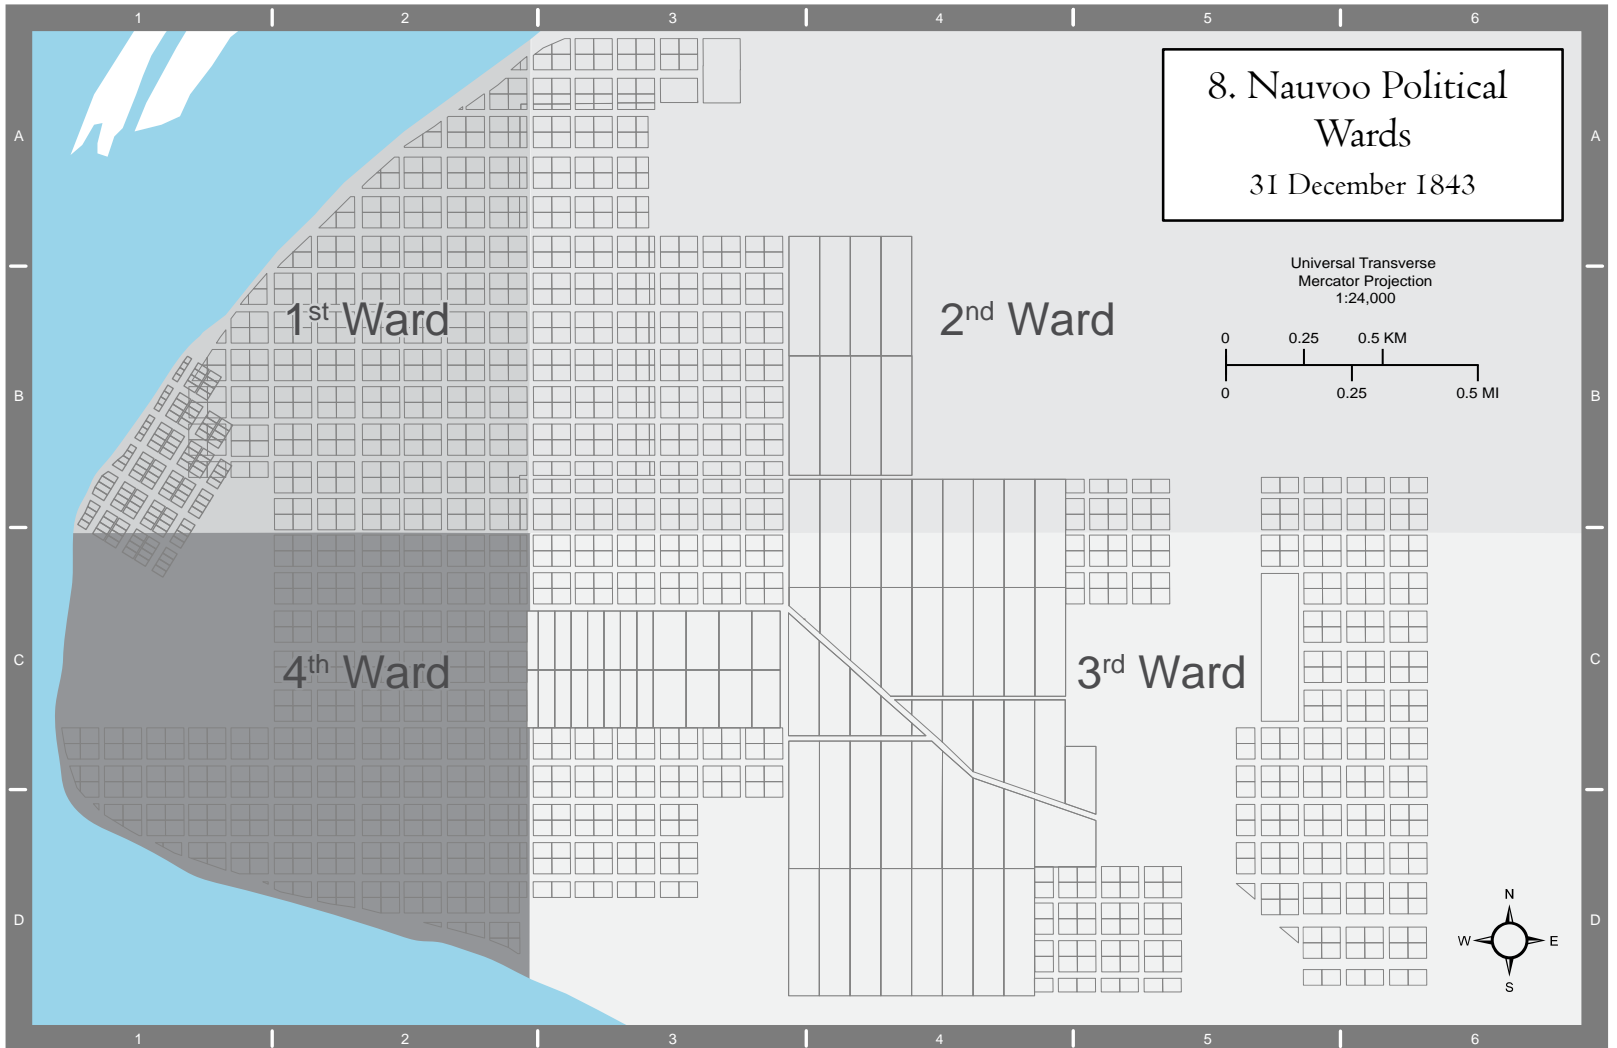 1 2 3 4 5 6
8. Nauvoo Political
Wards
31 December 1843
A A
Universal Transverse
Mercator Projection
1:24,000
1st Ward
2nd Ward
0 0.25 0.5 KM
0 0.25 0.5 MI
B B
4th Ward
3rd Ward
C C
N
W E
S
D D
1 2 3 4 5 6